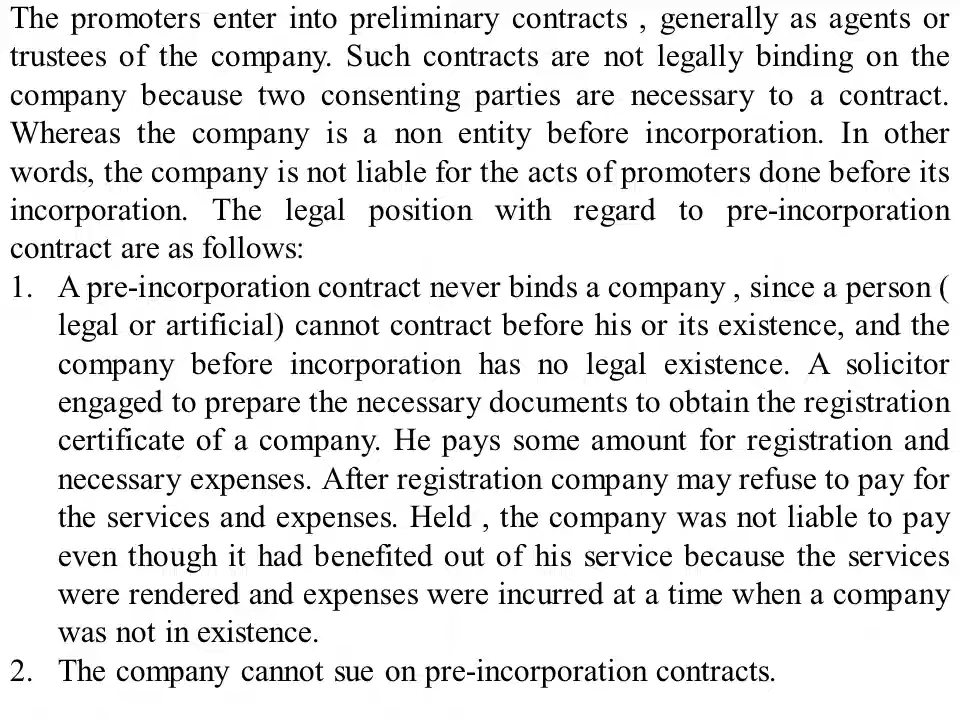 The promoters enter into preliminary contracts , generally as agents or
trustees of the company. Such contracts are not legally binding on the
company because two consenting parties are necessary to a contract.
Whereas the company is a non entity before incorporation. In other
words, the company is not liable for the acts of promoters done before its
incorporation. The legal position with regard to pre-incorporation
contract are as follows:
1. A pre-incorporation contract never binds a company , since a person (
legal or artificial) cannot contract before his or its existence, and the
company before incorporation has no legal existence. A solicitor
engaged to prepare the necessary documents to obtain the registration
certificate of a company. He pays some amount for registration and
necessary expenses. After registration company may refuse to pay for
the services and expenses. Held , the company was not liable to pay
even though it had benefited out of his service because the services
were rendered and expenses were incurred at a time when a company
was not in existence.
2. The company cannot sue on pre-incorporation contracts.